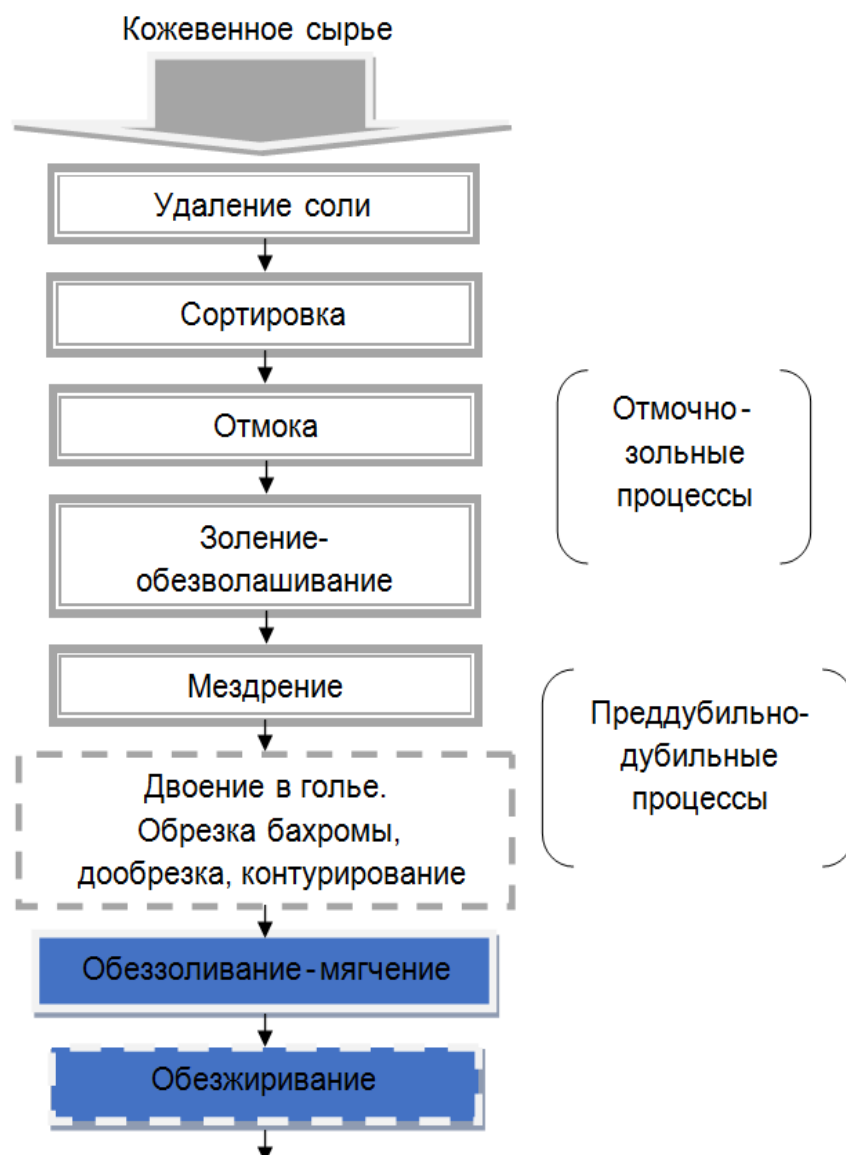 Кожевенное сырье
Удаление соли
Сортировка
Отмока
Золение-
обезволашивание
Мездрение
Двоение в голье.
Обрезка бахромы,
дообрезка, контурирование
Обеззоливание-мягчение
Обезжиривание
Отмочно-
зольные
процессы
Преддубильно-
дубильные
процессы